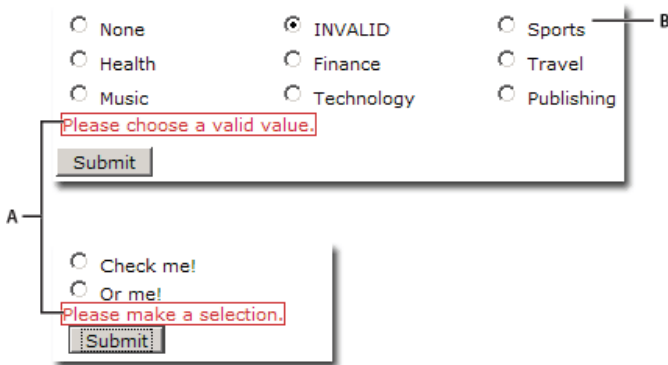 None INVALID Sports B
Health Finance Travel
Music Technology Publishing
Please choose a valid value.
Submit
A
Check me!
Or me!
Please make a selection.
Submit